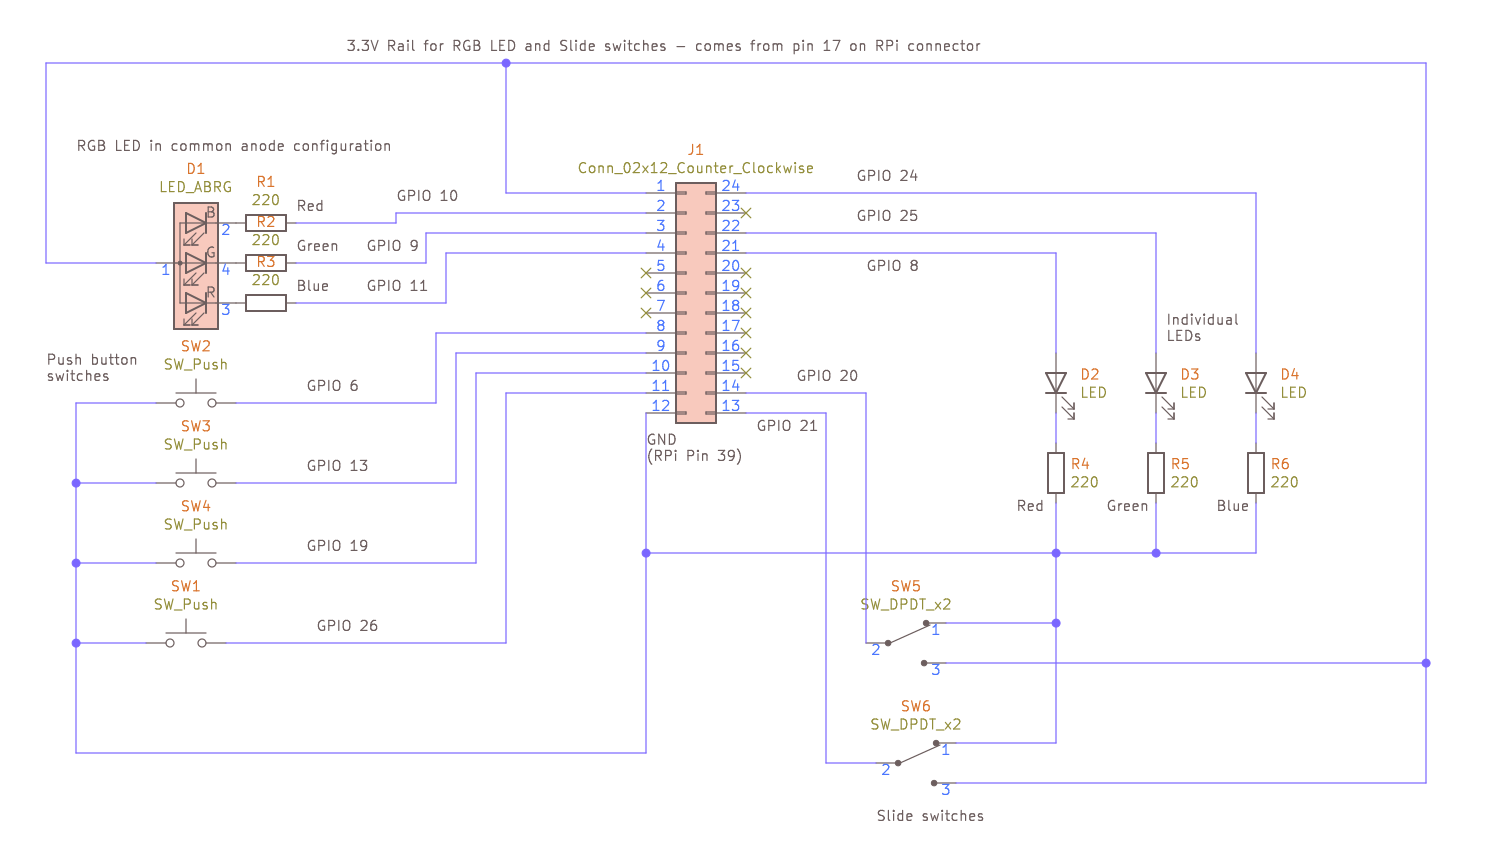 3.3V Rail for RGB LED and Slide switches – comes from pin 17 on RPi connector
RGB LED in common anode configuration
D1
LED_ABRG
B
G
R
1
2
4
3
R1
220
R2
220
R3
220
Red
Green
Blue
GPIO 10
GPIO 9
GPIO 11
J1
Conn_02x12_Counter_Clockwise
1 24
2 23
3 22
4 21
5 20
6 19
7 18
8 17
9 16
10 15
11 14
12 13
GND
(RPi Pin 39)
GPIO 24
GPIO 25
GPIO 8
GPIO 20
GPIO 21
Push button
switches
SW2
SW_Push
GPIO 6
SW3
SW_Push
GPIO 13
SW4
SW_Push
GPIO 19
SW1
SW_Push
GPIO 26
Individual
LEDs
D2
LED
D3
LED
D4
LED
R4
220
R5
220
R6
220
Red
Green
Blue
SW5
SW_DPDT_x2
1
2
3
SW6
SW_DPDT_x2
1
2
3
Slide switches